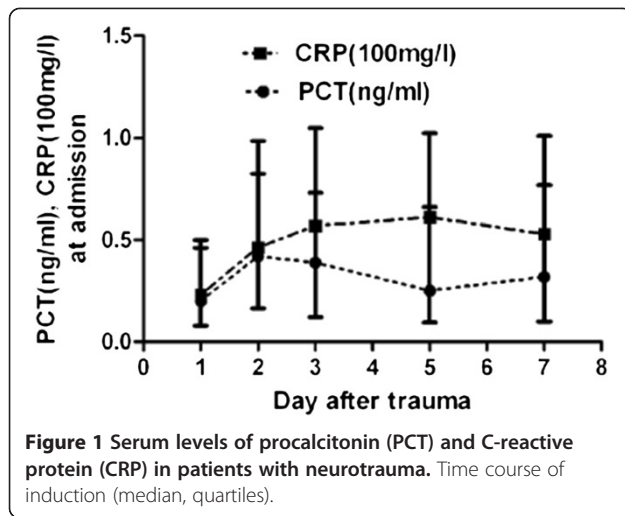 CRP(100mg/l)
PCT(ng/ml)
PCT(ng/ml), CRP(100mg/l)
at admission
1.5
1.0
0.5
0.0
0 1 2 3 4 5 6 7 8
Day after trauma
Figure 1 Serum levels of procalcitonin (PCT) and C-reactive
protein (CRP) in patients with neurotrauma. Time course of
induction (median, quartiles).